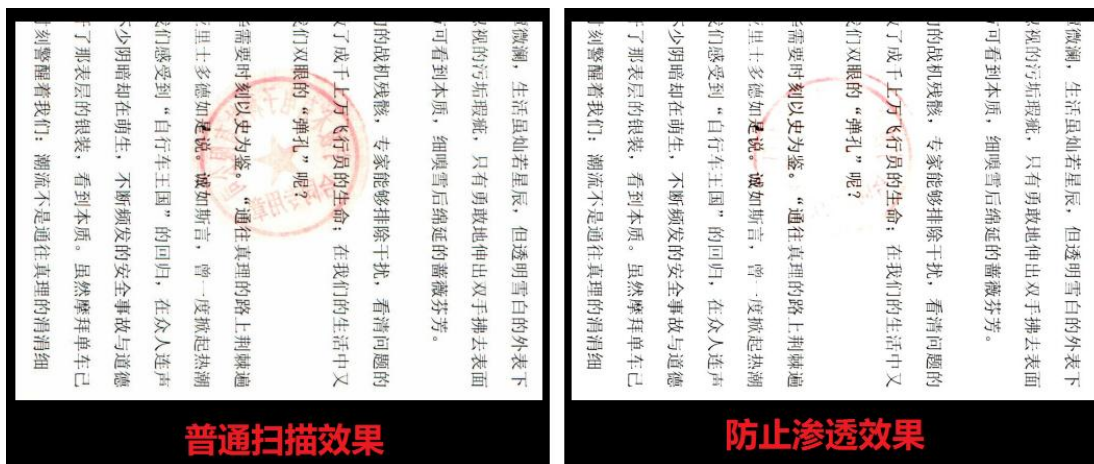 微澜，生活虽灿若星辰，但透明雪白的外表下
视的污垢瑕疵，只有勇敢地伸出双手拂去表面
可看到本质，细嗅雪后绵延的蔷薇芬芳。
的战机残骸，专家能够排除干扰，看清问题的
了成千上万飞行员的生命；在我们的生活中又
们双眼的“弹孔”呢？
需要时刻以史为鉴。“通往真理的路上荆棘遍
里士多德如是说。诚如斯言，曾一度掀起热潮
们感受到“自行车王国”的回归，在众人连声
少阴暗却在萌生，不断频发的安全事故与道德
了那表层的银装，看到本质。虽然摩拜单车已
刻警醒着我们：潮流不是通往真理的涓涓细
合同专用章
普通扫描效果
微澜，生活虽灿若星辰，但透明雪白的外表下
视的污垢瑕疵，只有勇敢地伸出双手拂去表面
可看到本质，细嗅雪后绵延的蔷薇芬芳。
的战机残骸，专家能够排除干扰，看清问题的
了成千上万飞行员的生命；在我们的生活中又
们双眼的“弹孔”呢？
需要时刻以史为鉴。“通往真理的路上荆棘遍
里士多德如是说。诚如斯言，曾一度掀起热潮
们感受到“自行车王国”的回归，在众人连声
少阴暗却在萌生，不断频发的安全事故与道德
了那表层的银装，看到本质。虽然摩拜单车已
刻警醒着我们：潮流不是通往真理的涓涓细
防止渗透效果